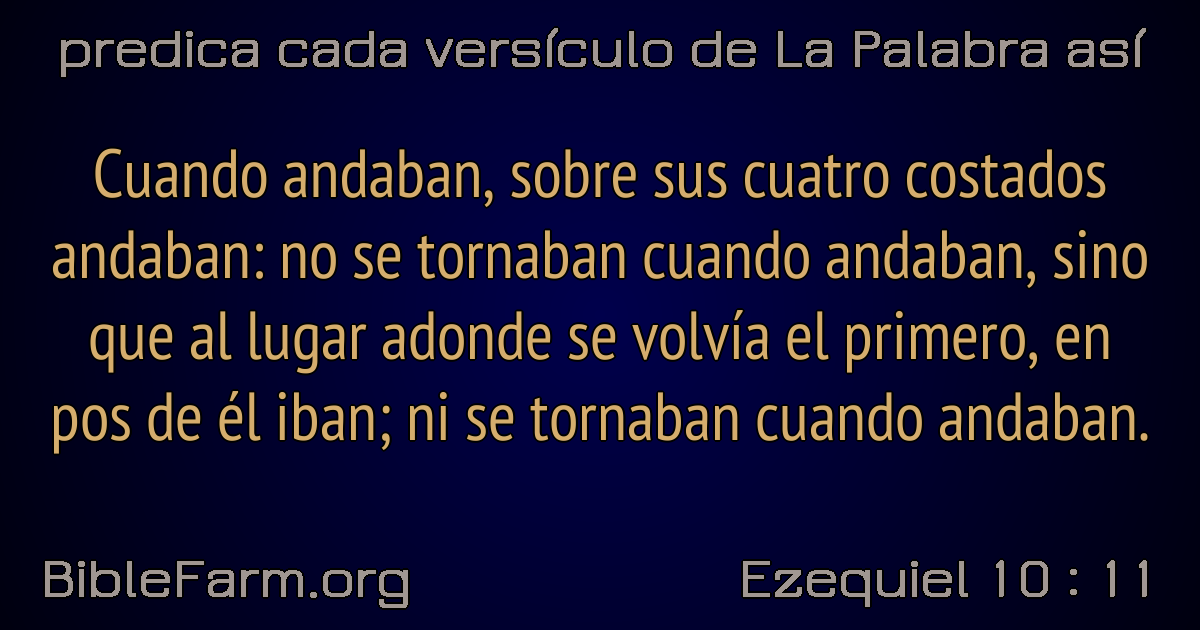 predica cada versículo de La Palabra así
Cuando andaban, sobre sus cuatro costados
andaban: no se tornaban cuando andaban, sino
que al lugar adonde se volvía el primero, en
pos de él iban; ni se tornaban cuando andaban.
BibleFarm.org
Ezequiel 10 : 11